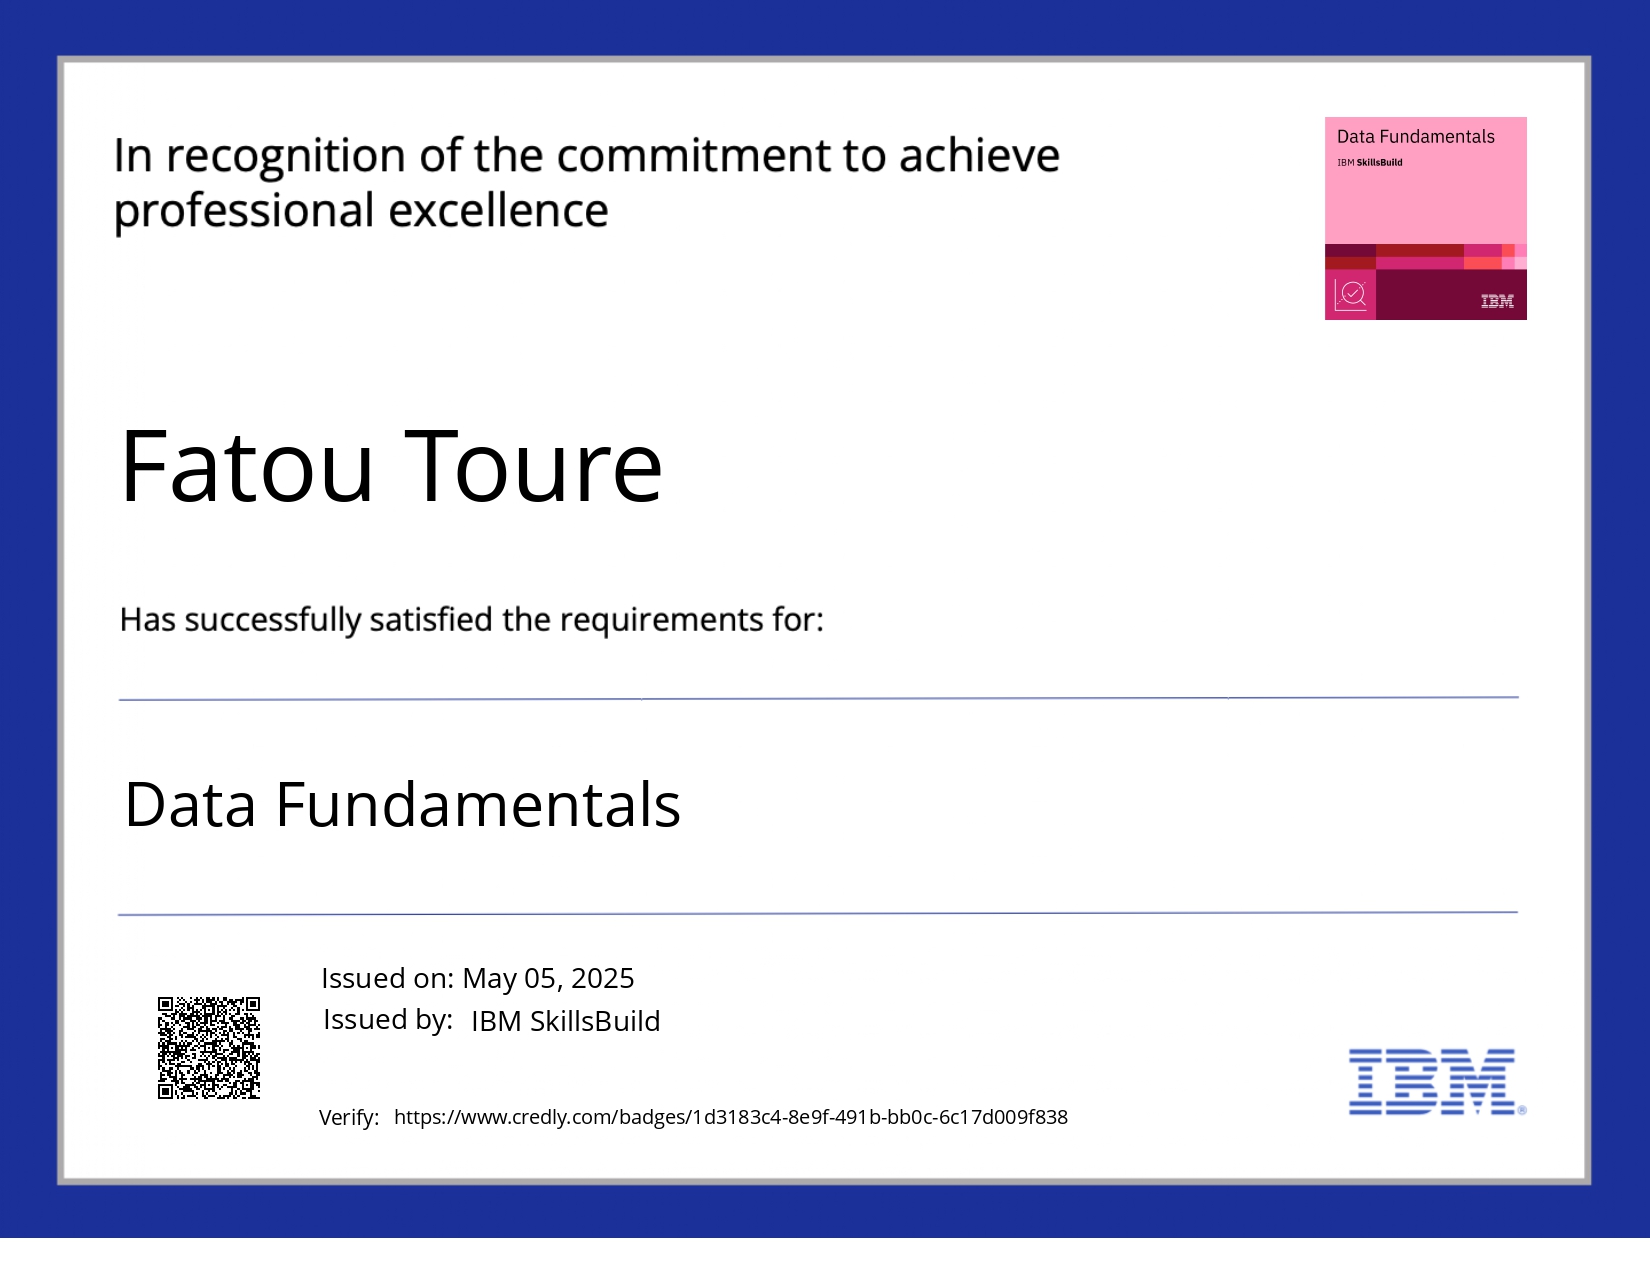 In recognition of the commitment to achieve
professional excellence
Data Fundamentals
IBM SkillsBuild
IBM
Fatou Toure
Has successfully satisfied the requirements for:
Data Fundamentals
Issued on: May 05, 2025
Issued by: IBM SkillsBuild
Verify: https://www.credly.com/badges/1d3183c4-8e9f-491b-bb0c-6c17d009f838
IBM®